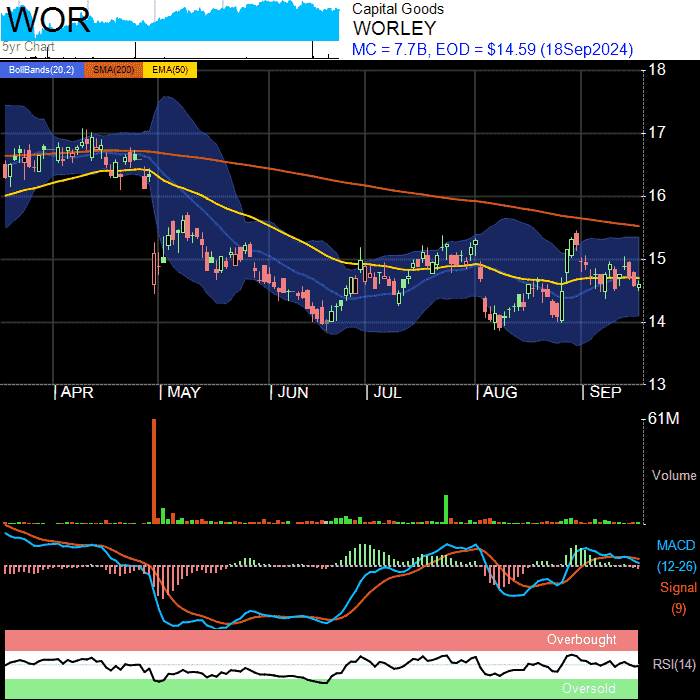 WOR
5yr Chart
Capital Goods
WORLEY
MC = 7.7B, EOD = $14.59 (18Sep2024)
BollBands(20,2) SMA(200) EMA(50)
18
17
16
15
14
13
APR MAY JUN JUL AUG SEP
61M
Volume
MACD
(12-26)
Signal
(9)
Overbought
RSI(14)
Oversold